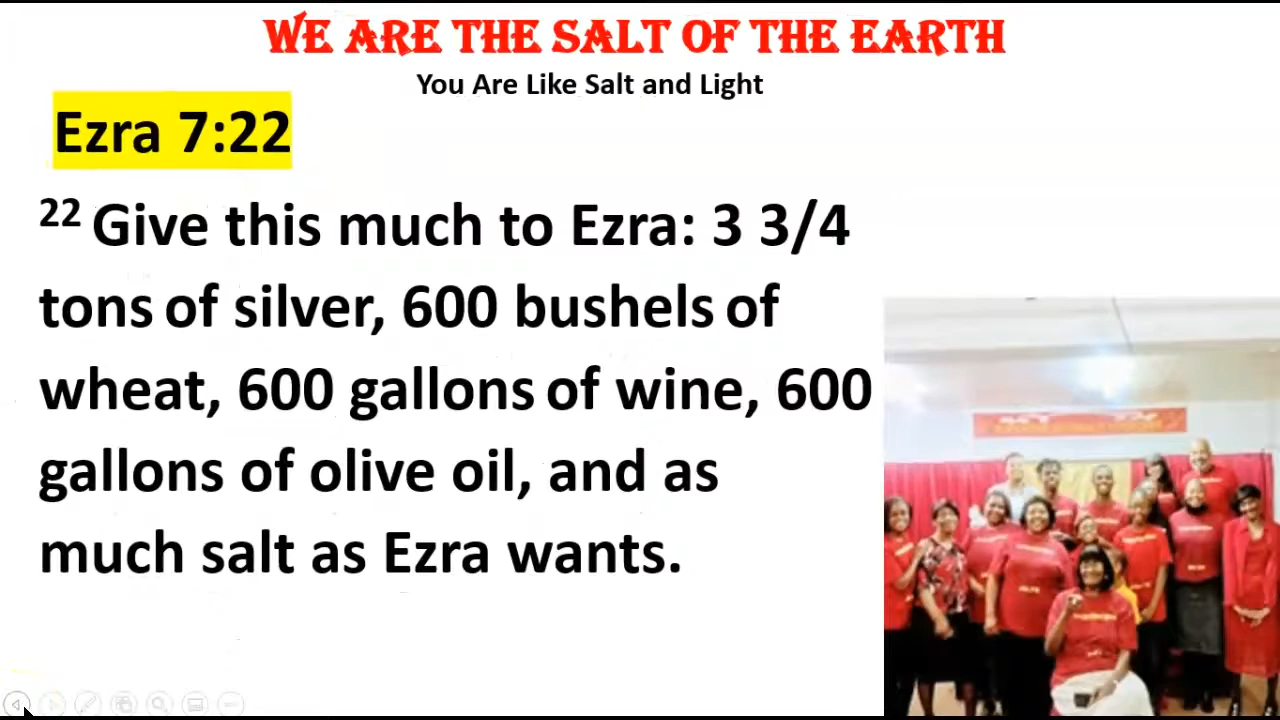 WE ARE THE SALT OF THE EARTH
You Are Like Salt and Light
Ezra 7:22
22 Give this much to Ezra: 3 3/4
tons of silver, 600 bushels of
wheat, 600 gallons of wine, 600
gallons of olive oil, and as
much salt as Ezra wants.